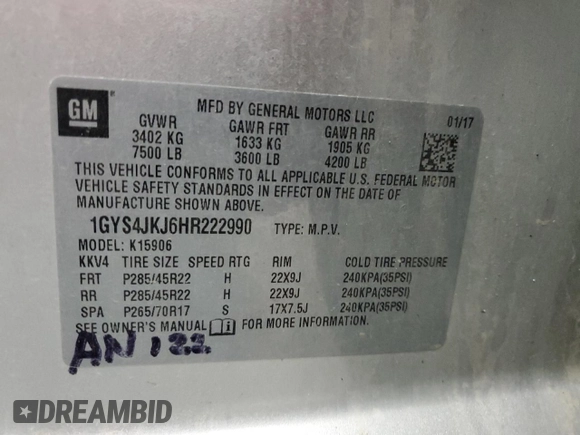 GM
MFD BY GENERAL MOTORS LLC 01/17
GVWR GAWR FRT GAWR RR
3402 KG 1633 KG 1905 KG
7500 LB 3600 LB 4200 LB
THIS VEHICLE CONFORMS TO ALL APPLICABLE U.S. FEDERAL MOTOR
VEHICLE SAFETY STANDARDS IN EFFECT ON THE DATE OF
MANUFACTURE SHOWN ABOVE.
1GYS4JKJ6HR222990 TYPE: M.P.V.
MODEL: K15906
KKV4 TIRE SIZE SPEED RTG RIM COLD TIRE PRESSURE
FRT P285/45R22 H 22X9J 240KPA(35PSI)
RR P285/45R22 H 22X9J 240KPA(35PSI)
SPA P265/70R17 S 17X7.5J 240KPA(35PSI)
SEE OWNER'S MANUAL FOR MORE INFORMATION.
AN 122
DREAMBID